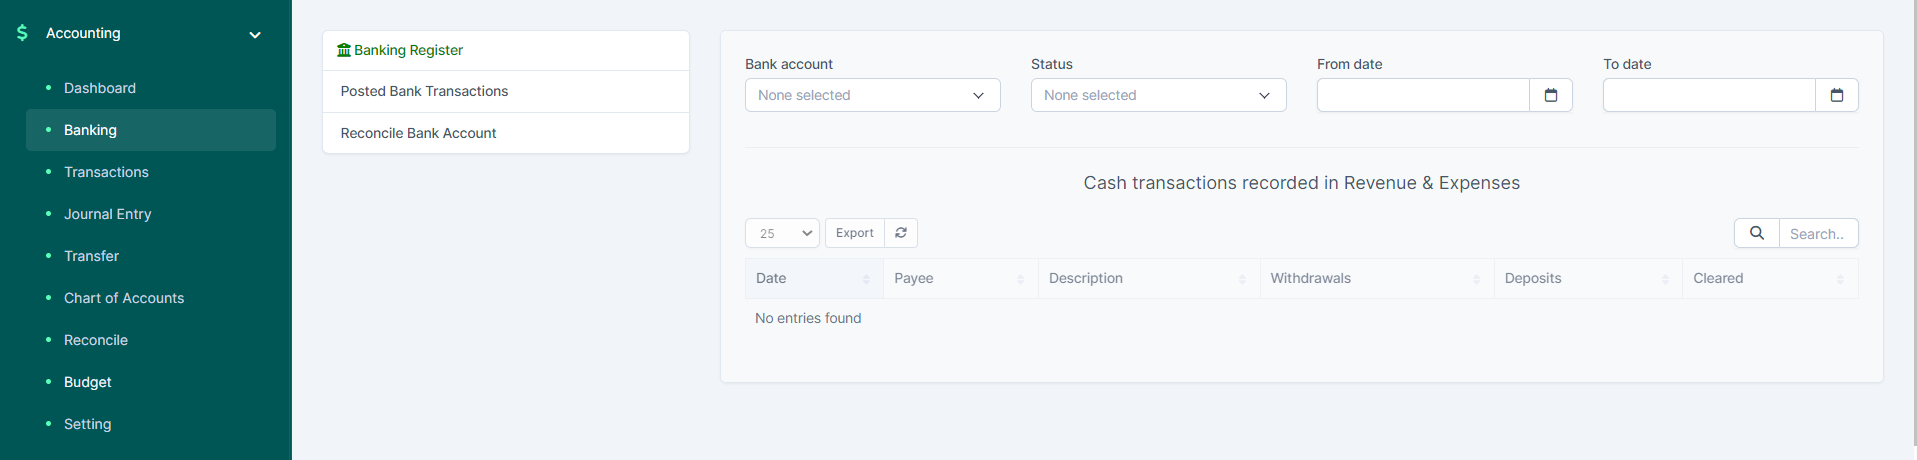 Accounting
Dashboard
Banking
Transactions
Journal Entry
Transfer
Chart of Accounts
Reconcile
Budget
Setting
Banking Register
Posted Bank Transactions
Reconcile Bank Account
Bank account Status From date To date
None selected None selected
Cash transactions recorded in Revenue & Expenses
25 Export Search..
Date Payee Description Withdrawals Deposits Cleared
No entries found